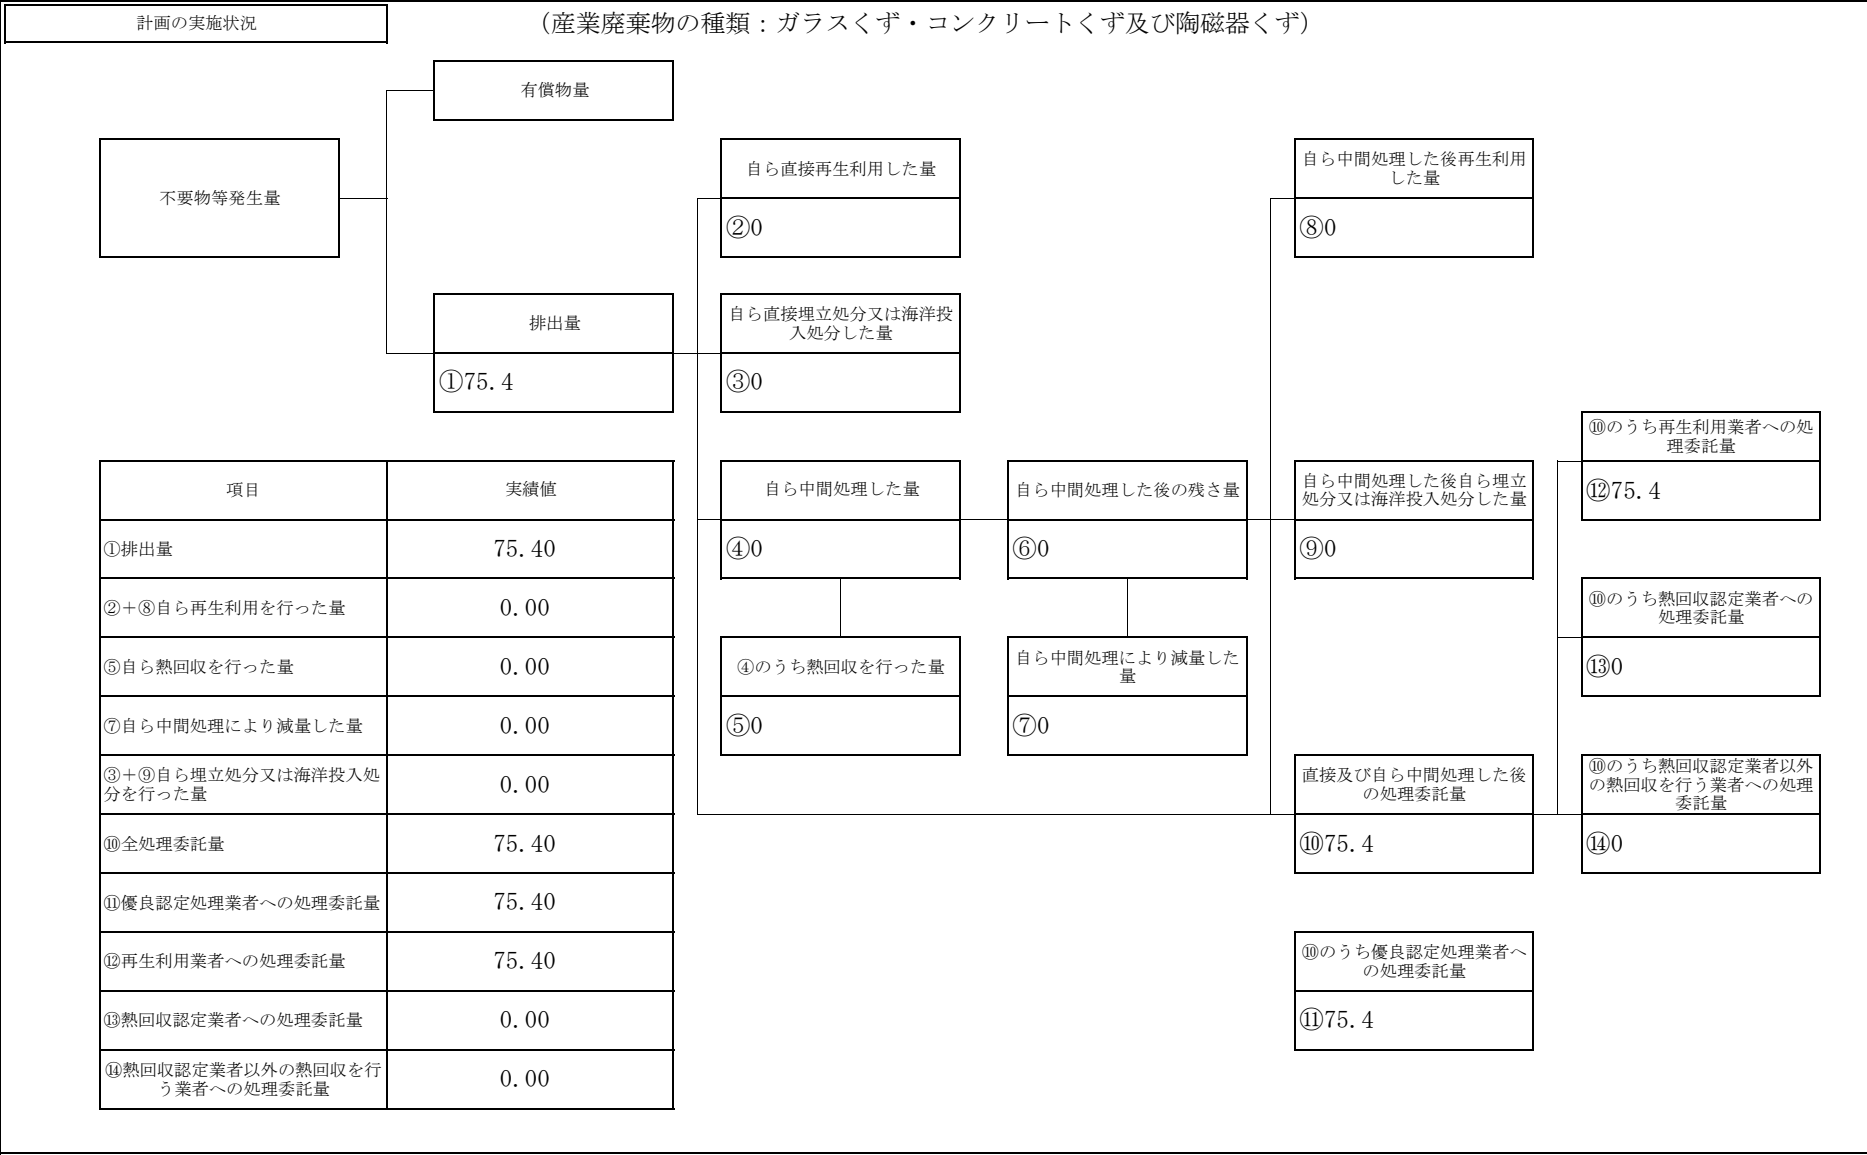 計画の実施状況
（産業廃棄物の種類：ガラスくず・コンクリートくず及び陶磁器くず）
有償物量
不要物等発生量
自ら直接再生利用した量
②0
自ら中間処理した後再生利用
した量
⑧0
排出量
①75.4
自ら直接埋立処分又は海洋投
入処分した量
③0
⑩のうち再生利用業者への処
理委託量
⑫75.4
自ら中間処理した量
④0
自ら中間処理した後の残さ量
⑥0
自ら中間処理した後自ら埋立
処分又は海洋投入処分した量
⑨0
⑩のうち熱回収認定業者への
処理委託量
⑬0
④のうち熱回収を行った量
⑤0
自ら中間処理により減量した
量
⑦0
直接及び自ら中間処理した後
の処理委託量
⑩75.4
⑩のうち熱回収認定業者以外
の熱回収を行う業者への処理
委託量
⑭0
⑩のうち優良認定処理業者へ
の処理委託量
⑪75.4
項目 実績値
①排出量 75.40
②＋⑧自ら再生利用を行った量 0.00
⑤自ら熱回収を行った量 0.00
⑦自ら中間処理により減量した量 0.00
③＋⑨自ら埋立処分又は海洋投入処
分を行った量 0.00
⑩全処理委託量 75.40
⑪優良認定処理業者への処理委託量 75.40
⑫再生利用業者への処理委託量 75.40
⑬熱回収認定業者への処理委託量 0.00
⑭熱回収認定業者以外の熱回収を行
う業者への処理委託量 0.00